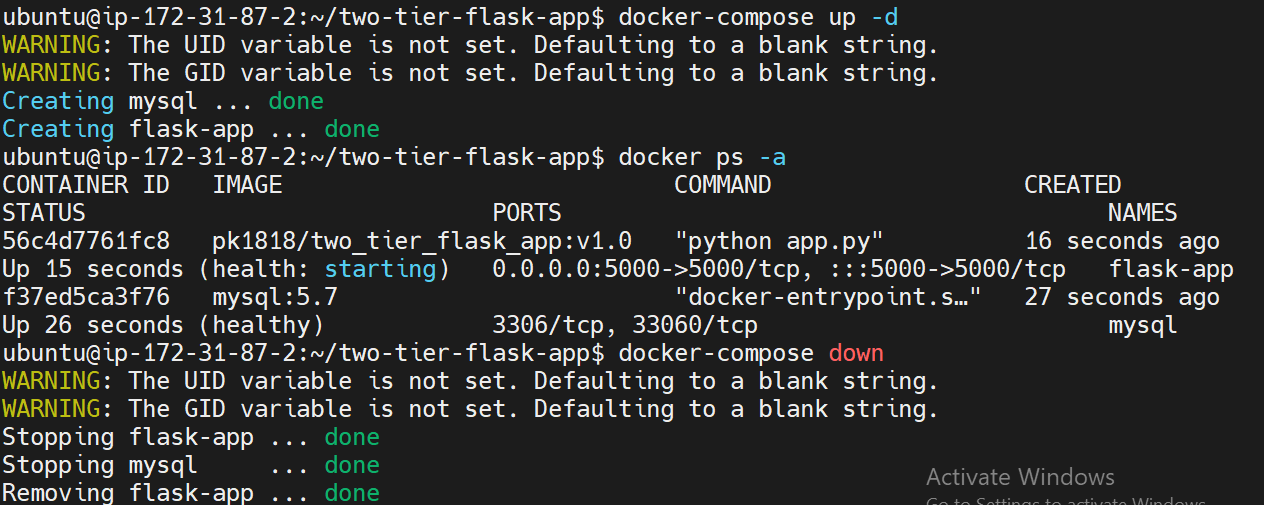 ubuntu@ip-172-31-87-2:~/two-tier-flask-app$ docker-compose up -d
WARNING: The UID variable is not set. Defaulting to a blank string.
WARNING: The GID variable is not set. Defaulting to a blank string.
Creating mysql ... done
Creating flask-app ... done
ubuntu@ip-172-31-87-2:~/two-tier-flask-app$ docker ps -a
CONTAINER ID   IMAGE                            COMMAND                  CREATED
STATUS                             PORTS                                       NAMES
56c4d7761fc8   pk1818/two_tier_flask_app:v1.0   "python app.py"          16 seconds ago
Up 15 seconds (health: starting)   0.0.0.0:5000->5000/tcp, :::5000->5000/tcp   flask-app
f37ed5ca3f76   mysql:5.7                        "docker-entrypoint.s…"   27 seconds ago
Up 26 seconds (healthy)            3306/tcp, 33060/tcp                         mysql
ubuntu@ip-172-31-87-2:~/two-tier-flask-app$ docker-compose down
WARNING: The UID variable is not set. Defaulting to a blank string.
WARNING: The GID variable is not set. Defaulting to a blank string.
Stopping flask-app ... done
Stopping mysql     ... done
Removing flask-app ... done
Activate Windows
Go to Settings to activate Windows.